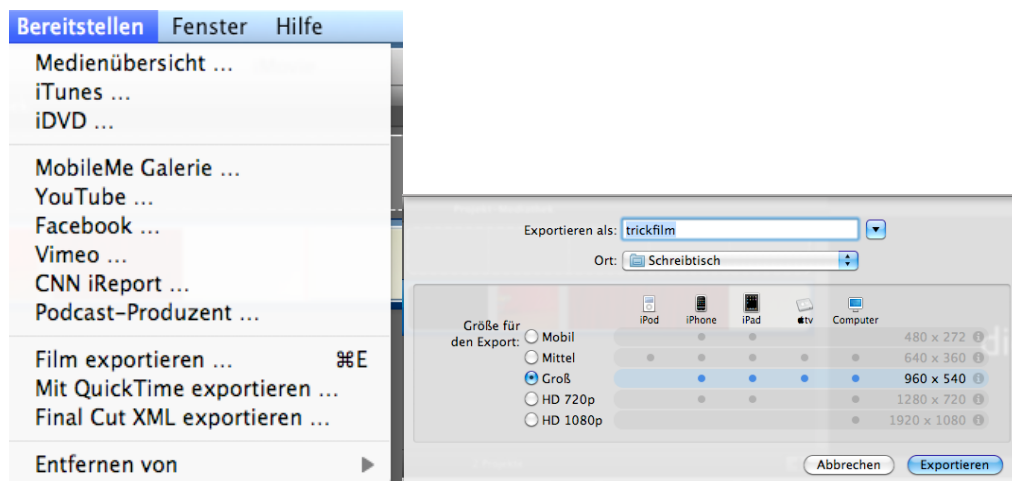 Bereitstellen Fenster Hilfe
Medienübersicht ...
iTunes ...
iDVD ...
MobileMe Galerie ...
YouTube ...
Facebook ...
Vimeo ...
CNN iReport ...
Podcast-Produzent ...
Film exportieren ... ⌘E
Mit QuickTime exportieren ...
Final Cut XML exportieren ...
Entfernen von
Exportieren als: trickfilm
Ort: Schreibtisch
iPod iPhone iPad tv Computer
Größe für
den Export:
Mobil 480 x 272
Mittel 640 x 360
Groß 960 x 540
HD 720p 1280 x 720
HD 1080p 1920 x 1080
Abbrechen Exportieren